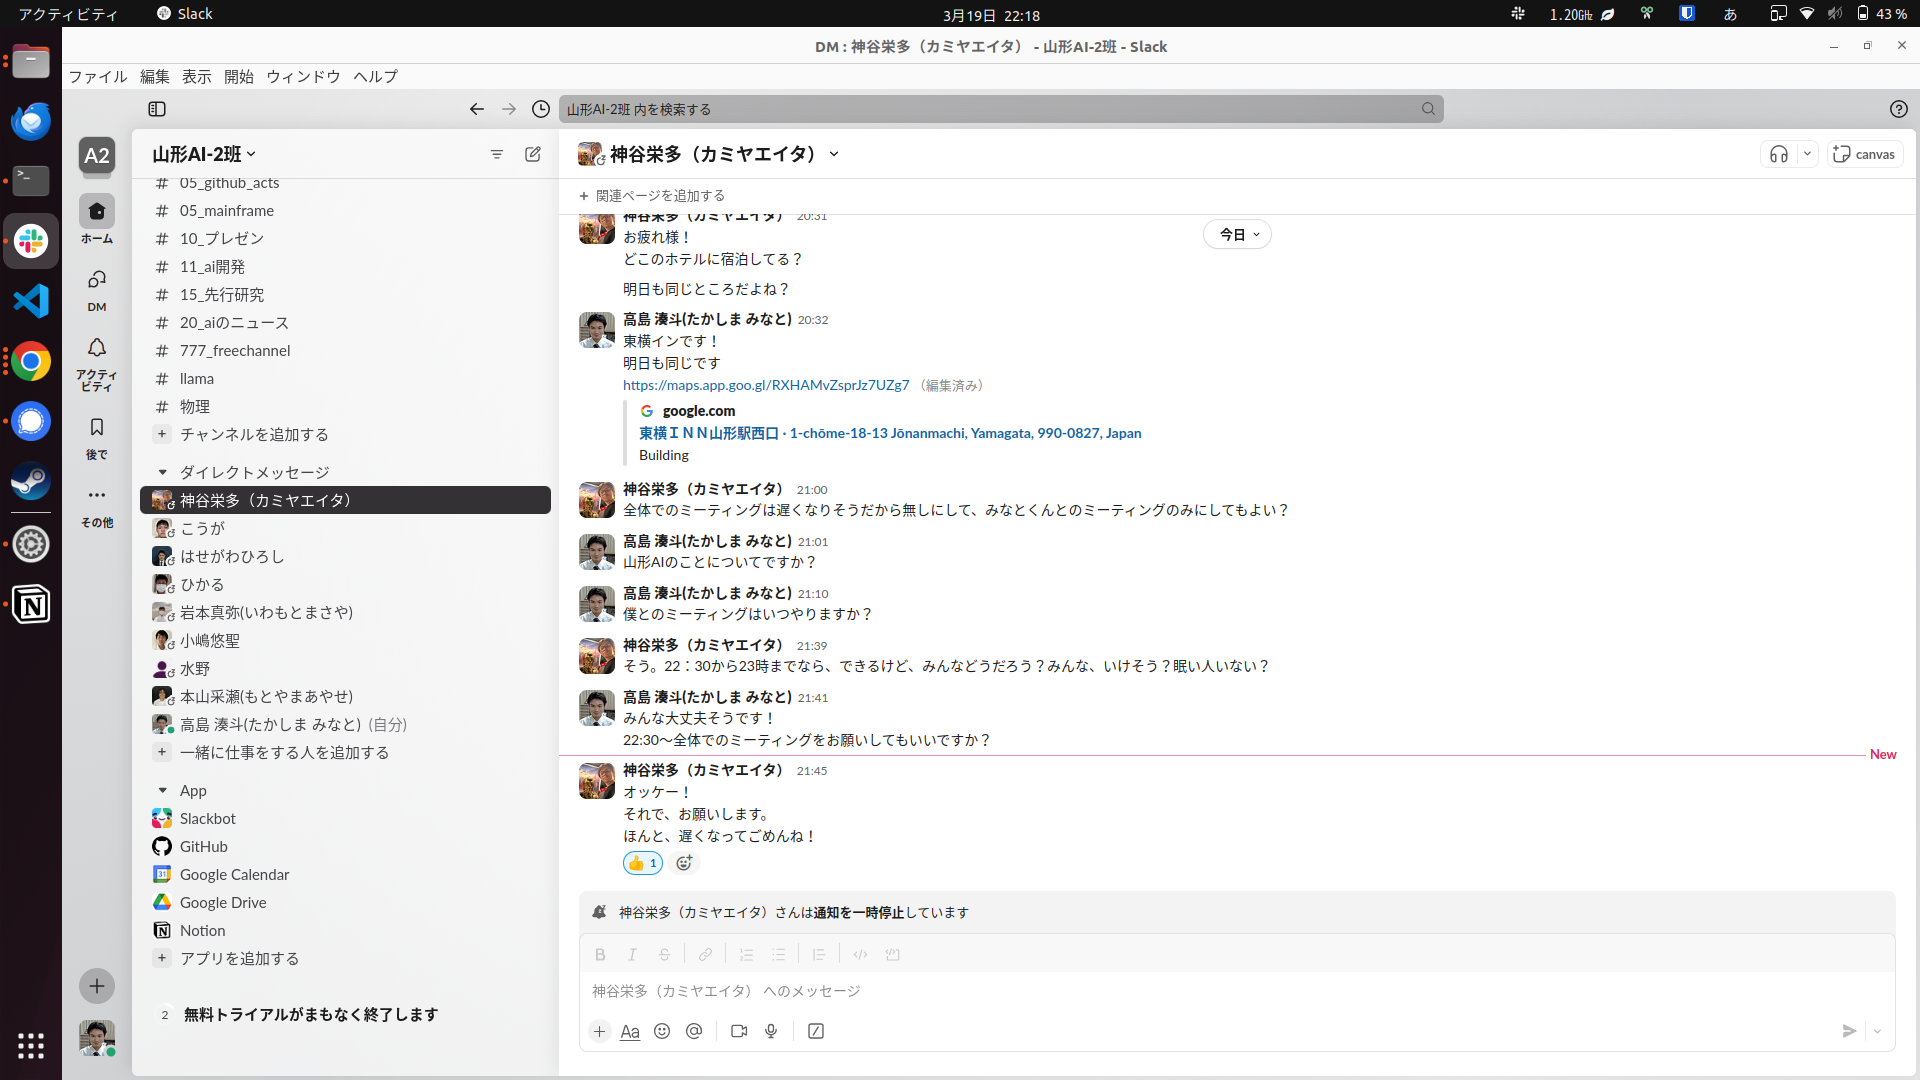 アクティビティ
Slack
3月19日 22:18
1.20GHz
あ
43 %
DM : 神谷栄多（カミヤエイタ） - 山形AI-2班 - Slack
ファイル 編集 表示 開始 ウィンドウ ヘルプ
山形AI-2班 内を検索する
A2
ホーム
DM
アクティ
ビティ
後で
その他
山形AI-2班
# 05_github_acts
# 05_mainframe
# 10_プレゼン
# 11_ai開発
# 15_先行研究
# 20_aiのニュース
# 777_freechannel
# llama
# 物理
+ チャンネルを追加する
ダイレクトメッセージ
神谷栄多（カミヤエイタ）
こうが
はせがわひろし
ひかる
岩本真弥(いわもとまさや)
小嶋悠聖
水野
本山采瀬(もとやまあやせ)
高島 湊斗(たかしま みなと) (自分)
+ 一緒に仕事をする人を追加する
App
Slackbot
GitHub
Google Calendar
Google Drive
Notion
+ アプリを追加する
2 無料トライアルがまもなく終了します
神谷栄多（カミヤエイタ）
canvas
+ 関連ページを追加する
今日
神谷栄多（カミヤエイタ） 20:31
お疲れ様！
どこのホテルに宿泊してる？
明日も同じところだよね？
高島 湊斗(たかしま みなと) 20:32
東横インです！
明日も同じです
https://maps.app.goo.gl/RXHAMvZsprJz7UZg7 （編集済み）
google.com
東横ＩＮＮ山形駅西口 · 1-chōme-18-13 Jōnanmachi, Yamagata, 990-0827, Japan
Building
神谷栄多（カミヤエイタ） 21:00
全体でのミーティングは遅くなりそうだから無しにして、みなとくんとのミーティングのみにしてもよい？
高島 湊斗(たかしま みなと) 21:01
山形AIのことについてですか？
高島 湊斗(たかしま みなと) 21:10
僕とのミーティングはいつやりますか？
神谷栄多（カミヤエイタ） 21:39
そう。22：30から23時までなら、できるけど、みんなどうだろう？みんな、いけそう？眠い人いない？
高島 湊斗(たかしま みなと) 21:41
みんな大丈夫そうです！
22:30〜全体でのミーティングをお願いしてもいいですか？
New
神谷栄多（カミヤエイタ） 21:45
オッケー！
それで、お願いします。
ほんと、遅くなってごめんね！
1
神谷栄多（カミヤエイタ）さんは通知を一時停止しています
神谷栄多（カミヤエイタ） へのメッセージ
Aa